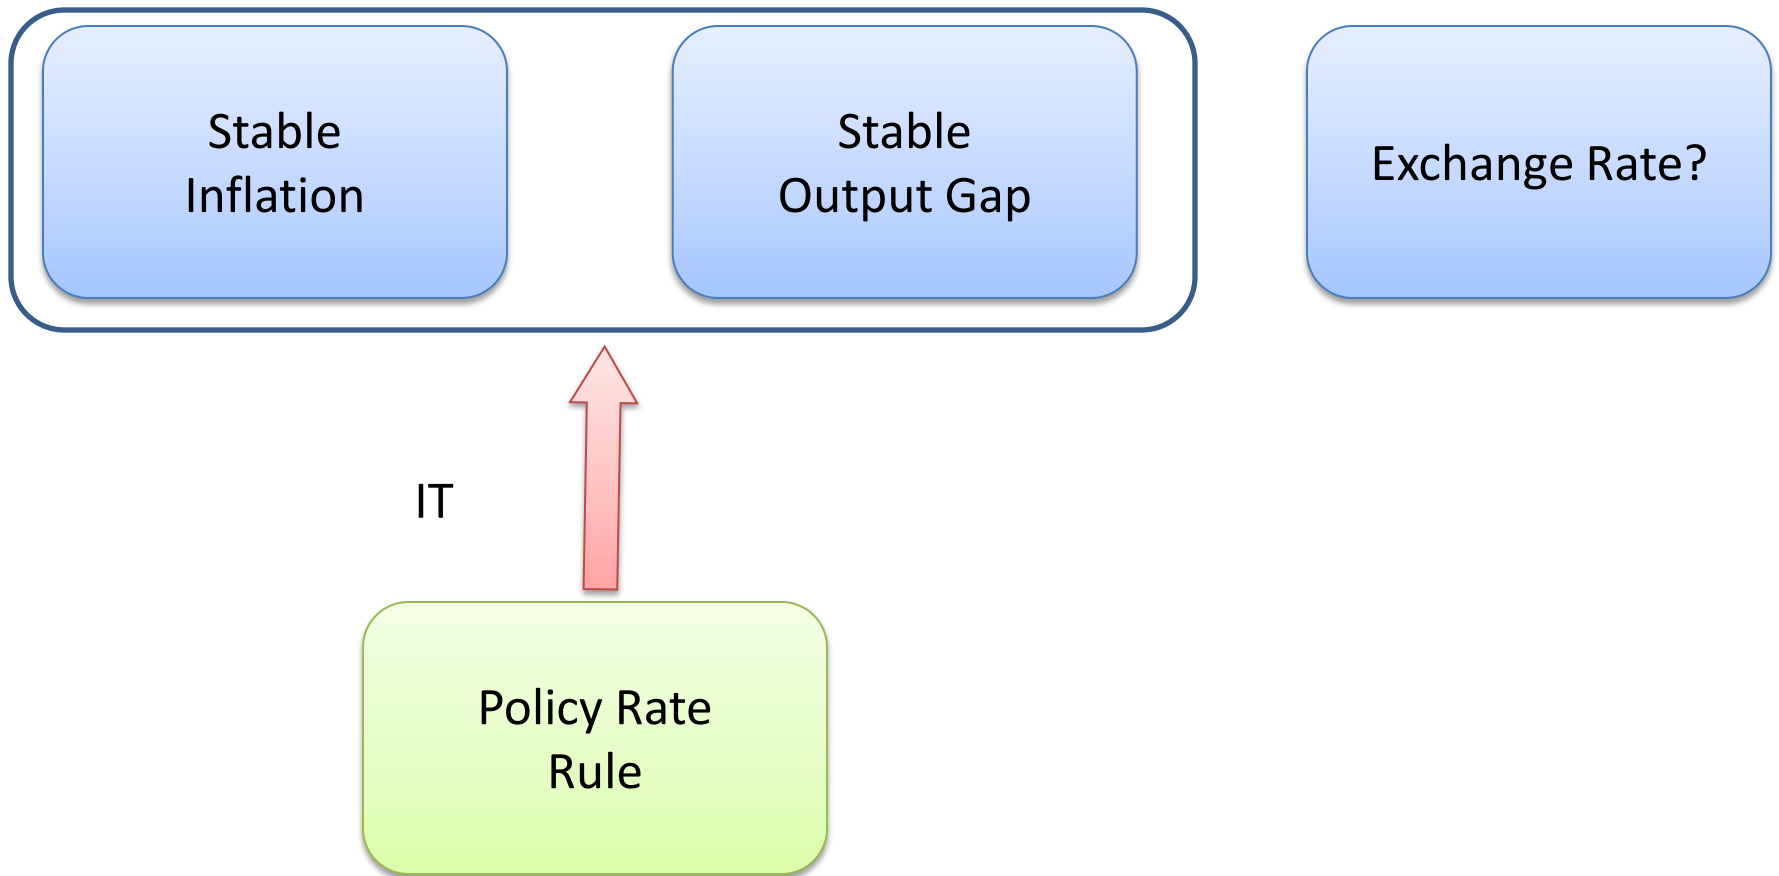 Stable
Inflation
Stable
Output Gap
Exchange Rate?
IT
Policy Rate
Rule